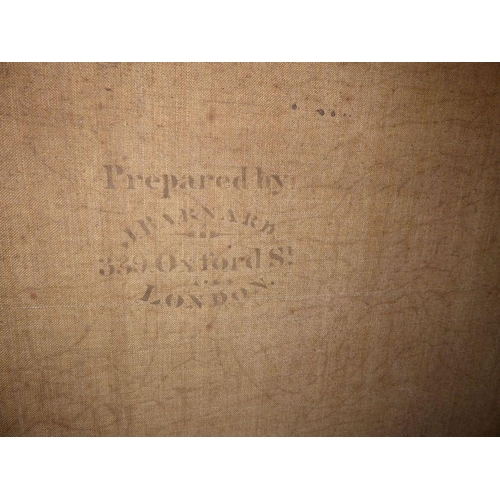 Prepared by
J. BARNARD
339. Oxford St
LONDON.